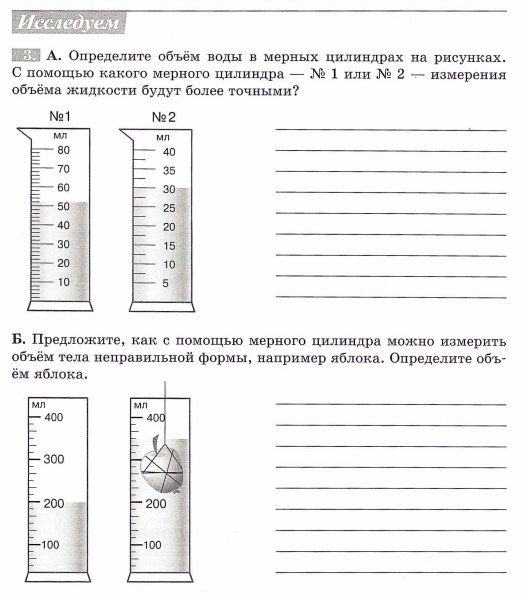 Исследуем
3. А. Определите объём воды в мерных цилиндрах на рисунках.
С помощью какого мерного цилиндра — № 1 или № 2 — измерения
объёма жидкости будут более точными?
№1
мл
80
70
60
50
40
30
20
10
№2
мл
40
35
30
25
20
15
10
5
Б. Предложите, как с помощью мерного цилиндра можно измерить
объём тела неправильной формы, например яблока. Определите объ-
ём яблока.
мл
400
300
200
100
мл
400
200
100